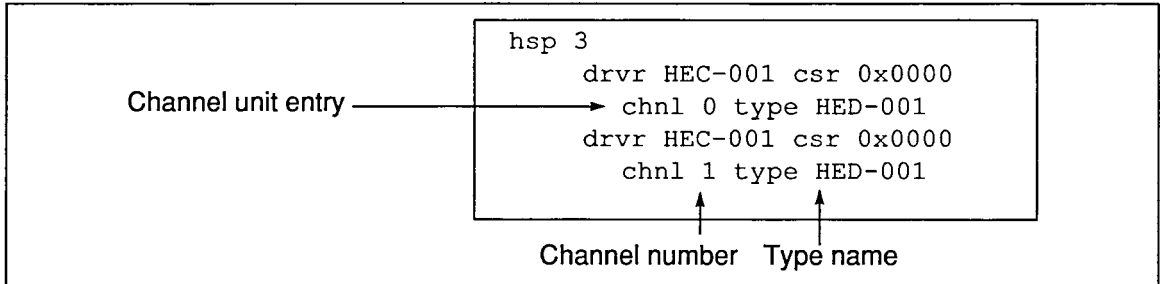 hsp 3
drvr HEC-001 csr 0x0000
Channel unit entry
chnl 0 type HED-001
drvr HEC-001 csr 0x0000
chnl 1 type HED-001
Channel number Type name